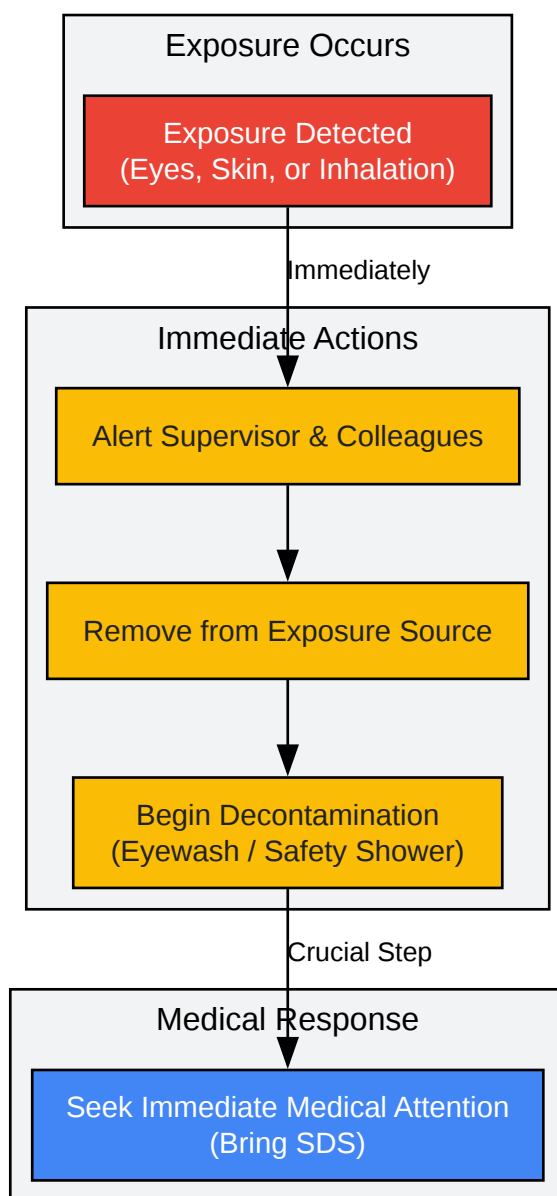 Exposure Occurs
Exposure Detected
(Eyes, Skin, or Inhalation)
Immediately
Immediate Actions
Alert Supervisor & Colleagues
Remove from Exposure Source
Begin Decontamination
(Eyewash / Safety Shower)
Crucial Step
Medical Response
Seek Immediate Medical Attention
(Bring SDS)